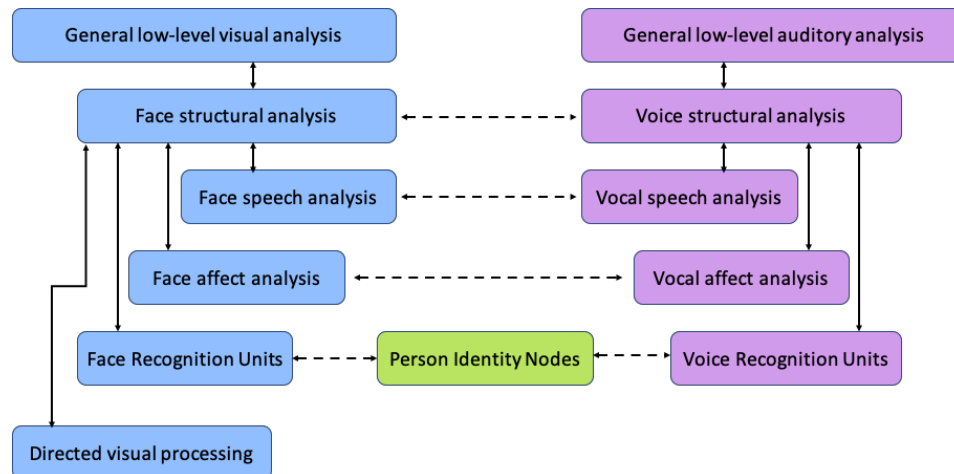 General low-level visual analysis
General low-level auditory analysis
Face structural analysis
Voice structural analysis
Face speech analysis
Vocal speech analysis
Face affect analysis
Vocal affect analysis
Face Recognition Units
Person Identity Nodes
Voice Recognition Units
Directed visual processing